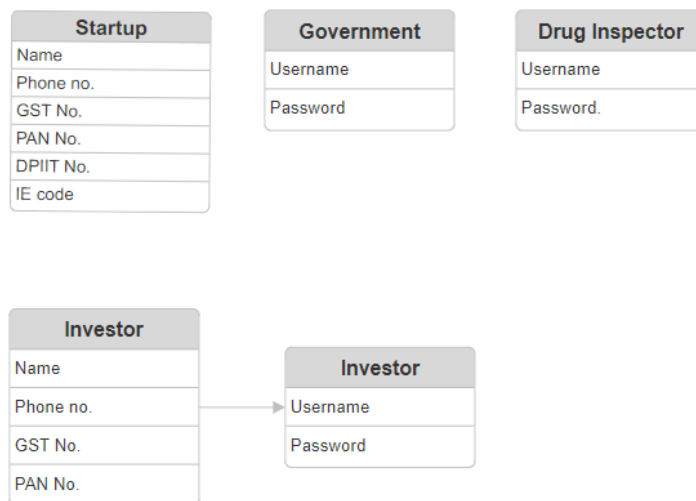 Startup
Name
Phone no.
GST No.
PAN No.
DPIIT No.
IE code
Government
Username
Password
Drug Inspector
Username
Password.
Investor
Name
Phone no.
GST No.
PAN No.
Investor
Username
Password